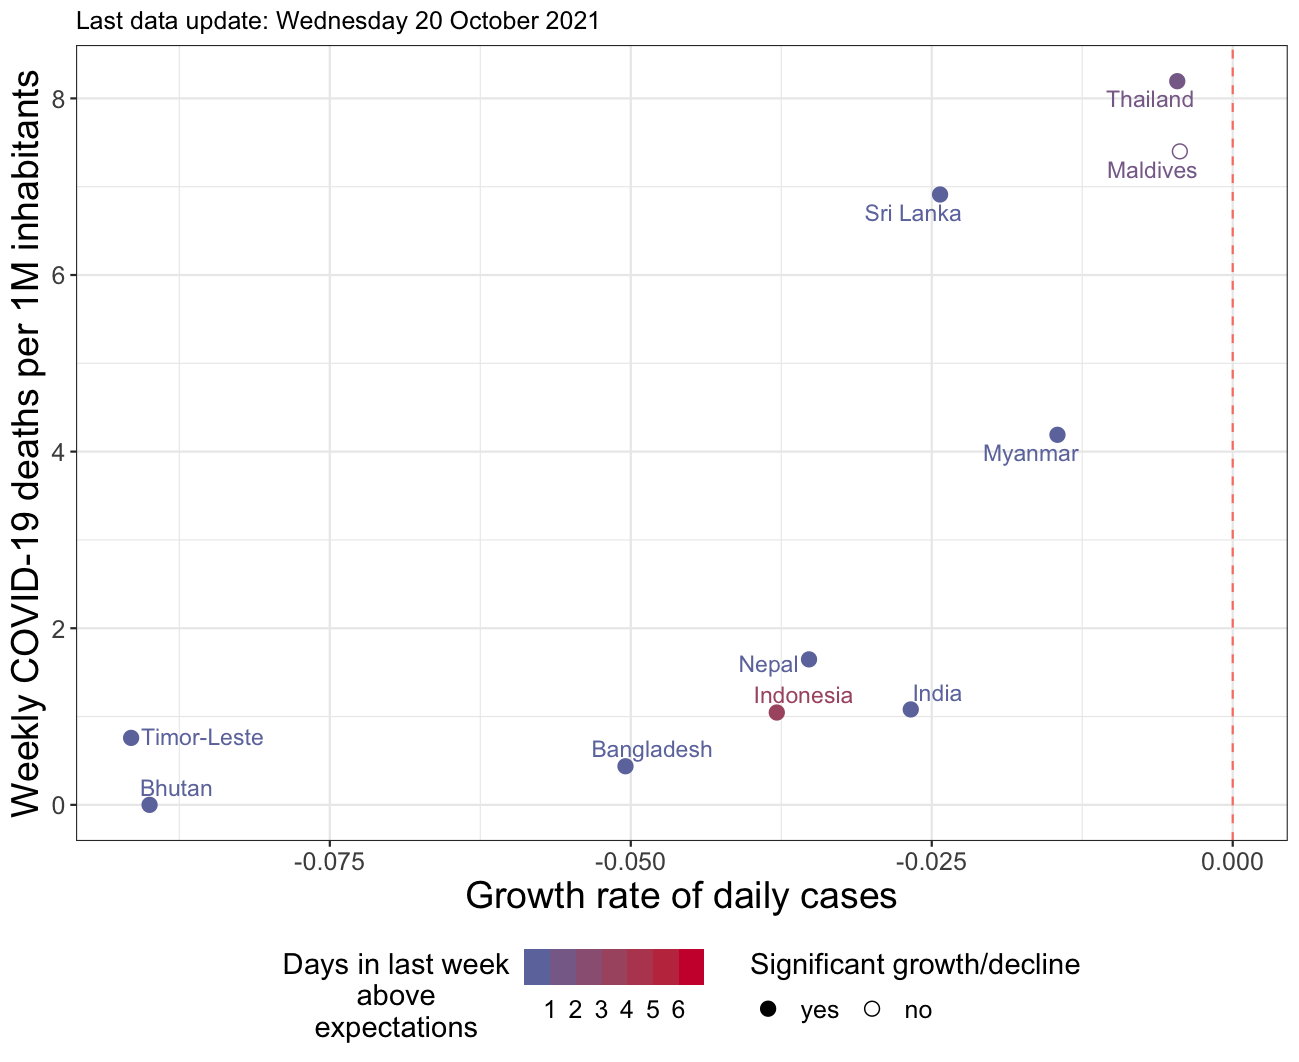 Last data update: Wednesday 20 October 2021
Weekly COVID-19 deaths per 1M inhabitants
8
6
4
2
0
Thailand
Maldives
Sri Lanka
Myanmar
Nepal
Indonesia
India
Timor-Leste
Bangladesh
Bhutan
-0.075 -0.050 -0.025 0.000
Growth rate of daily cases
Days in last week
above
expectations
1 2 3 4 5 6
Significant growth/decline
yes no